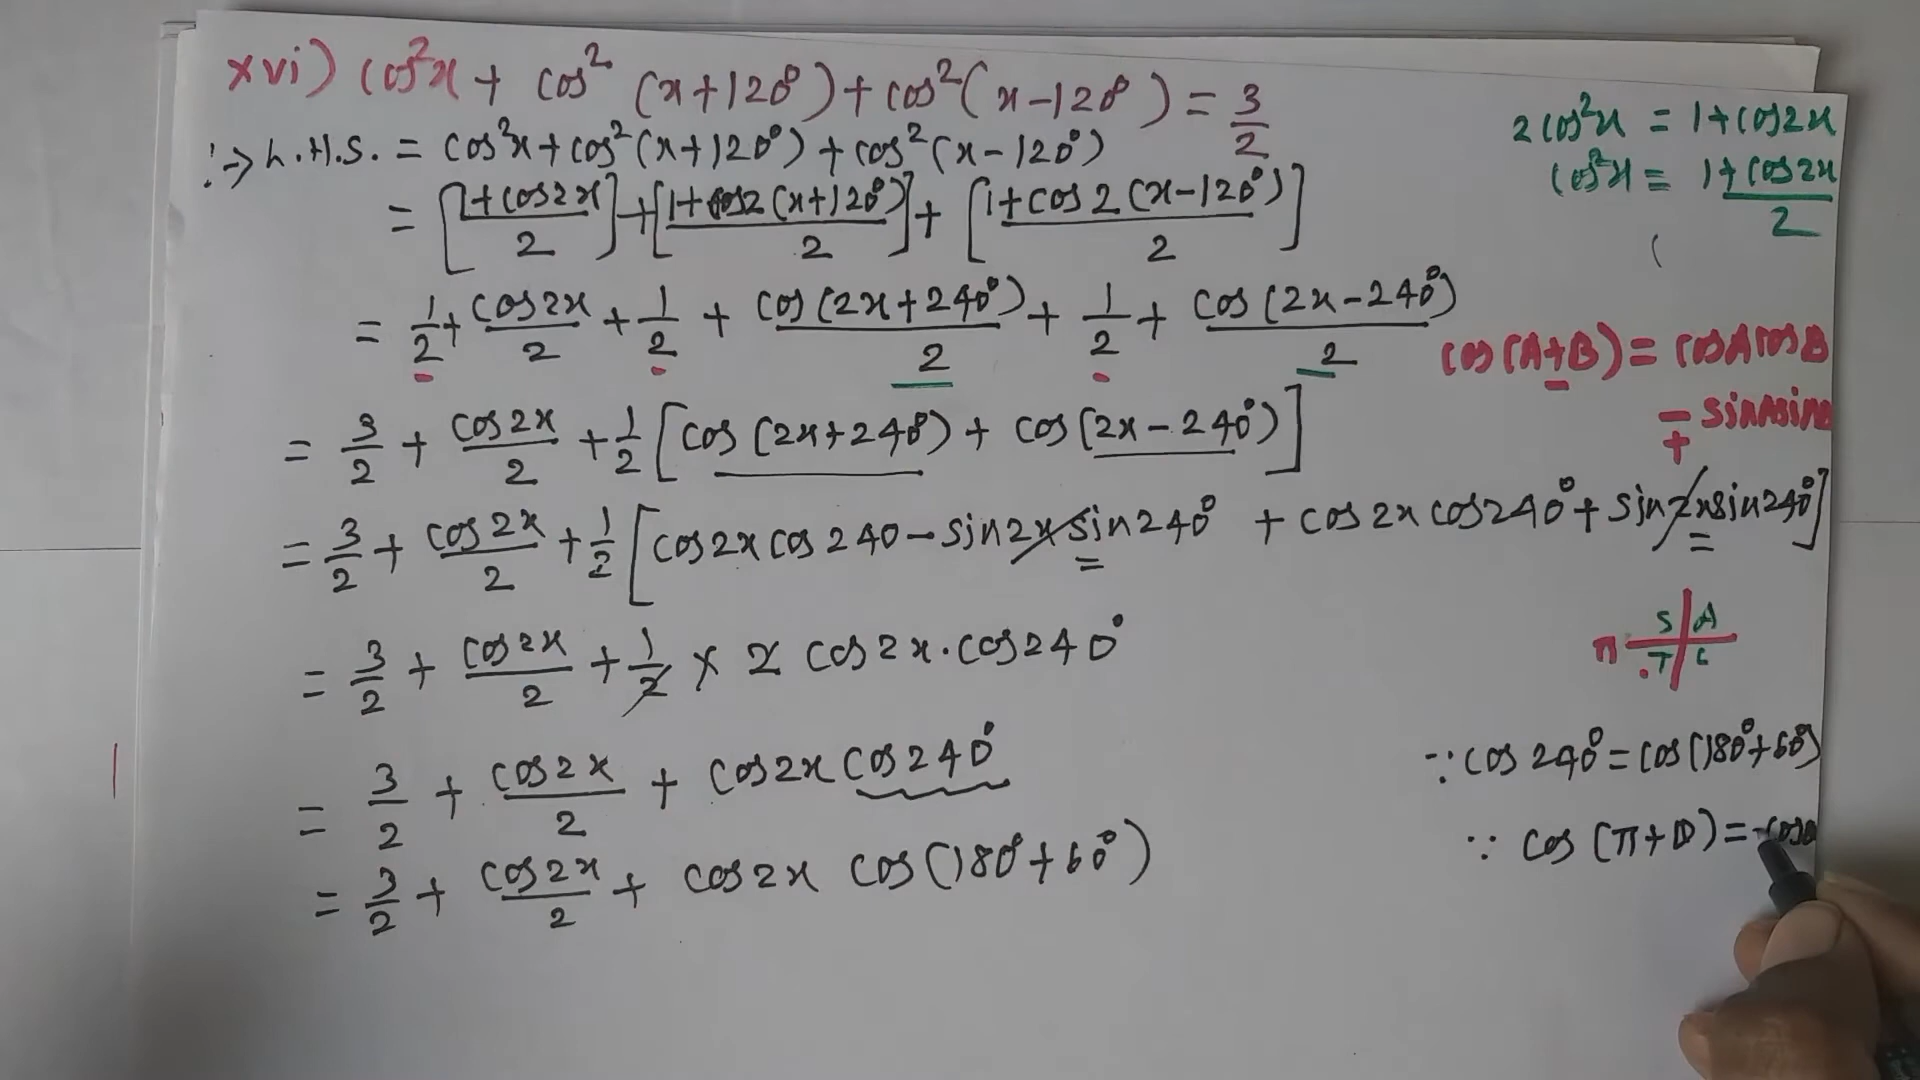 xvi) cos²x + cos² (x+120°) + cos² (x-120°) = 3/2
:→ L.H.S. = cos²x + cos² (x+120°) + cos² (x-120°)
= [1+cos2x/2] + [1+cos2(x+120°)/2] + [1+cos2(x-120°)/2]
= 1/2 + cos2x/2 + 1/2 + cos(2x+240°)/2 + 1/2 + cos(2x-240°)/2
= 3/2 + cos2x/2 + 1/2 [cos(2x+240°) + cos(2x-240°)]
= 3/2 + cos2x/2 + 1/2 [cos2x cos240 - sin2x sin240° + cos2x cos240° + sin2x sin240°]
= 3/2 + cos2x/2 + 1/2 × 2 cos2x · cos240°
= 3/2 + cos2x/2 + cos2x cos240°
= 3/2 + cos2x/2 + cos2x cos(180°+60°)
2cos²x = 1+cos2x
cos²x = 1+cos2x/2
(
cos(A+B) = cosA cosB
-
- sinA sinB
+
S A
π T C
∵ cos240° = cos(180°+60°)
∵ cos(π+θ) = -cosθ